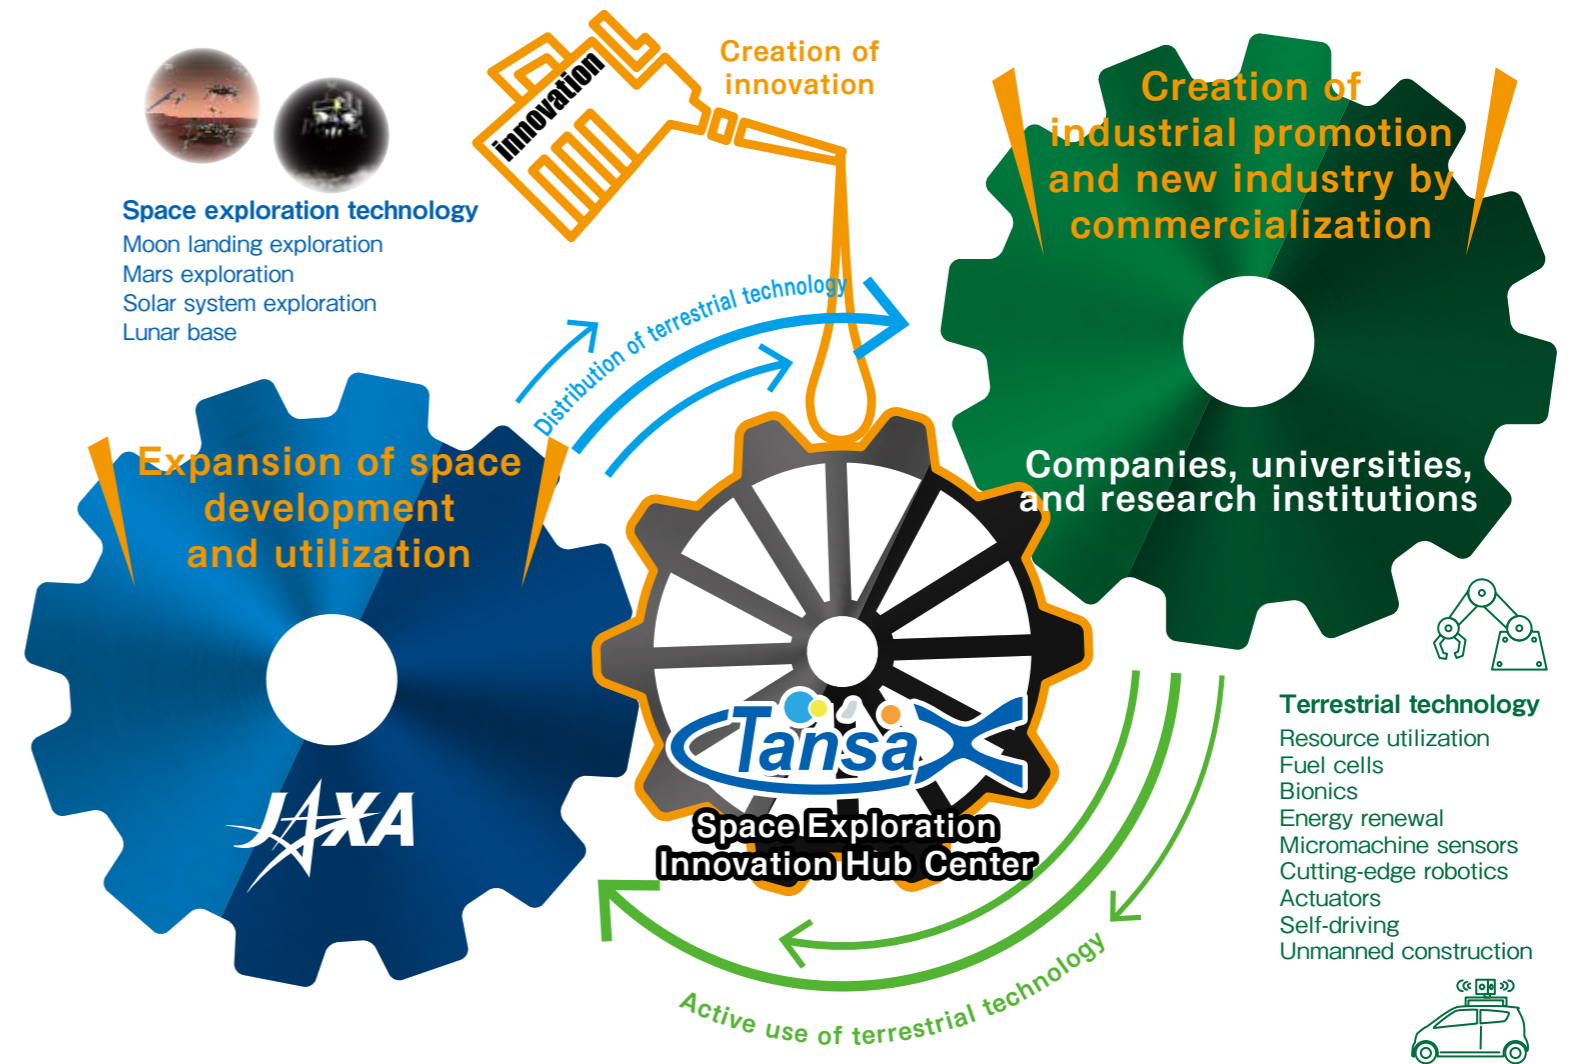 innovation
Creation of
innovation
Creation of
industrial promotion
and new industry by
commercialization
Space exploration technology
Moon landing exploration
Mars exploration
Solar system exploration
Lunar base
Distribution of terrestrial technology
Expansion of space
development
and utilization
Companies, universities,
and research institutions
JAXA
TansaX
Space Exploration
Innovation Hub Center
Terrestrial technology
Resource utilization
Fuel cells
Bionics
Energy renewal
Micromachine sensors
Cutting-edge robotics
Actuators
Self-driving
Unmanned construction
Active use of terrestrial technology